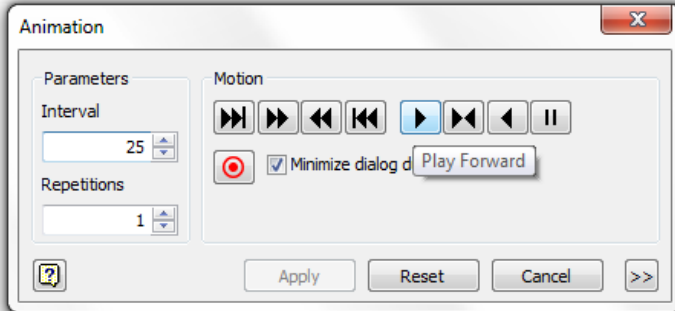 Animation
Parameters
Interval
25
Repetitions
1
Motion
Minimize dialog d
Play Forward
Apply
Reset
Cancel
>>